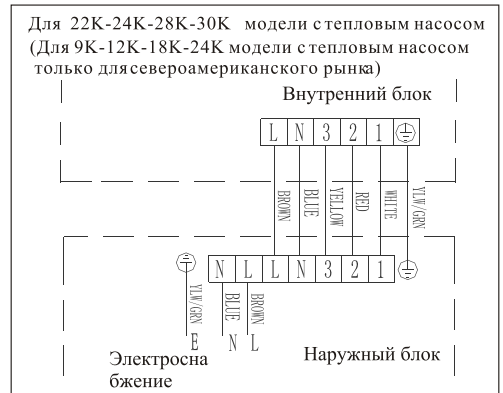 Для 22K-24K-28K-30K модели с тепловым насосом
(Для 9K-12K-18K-24K модели с тепловым насосом
только длясевероамериканского рынка)
Внутренний блок
L N 3 2 1
BROWN BLUE YELLOW RED WHITE YLW/GRN
N L L N 3 2 1
YLW/GRN BLUE BROWN
E N L
Электросна
бжение
Наружный блок